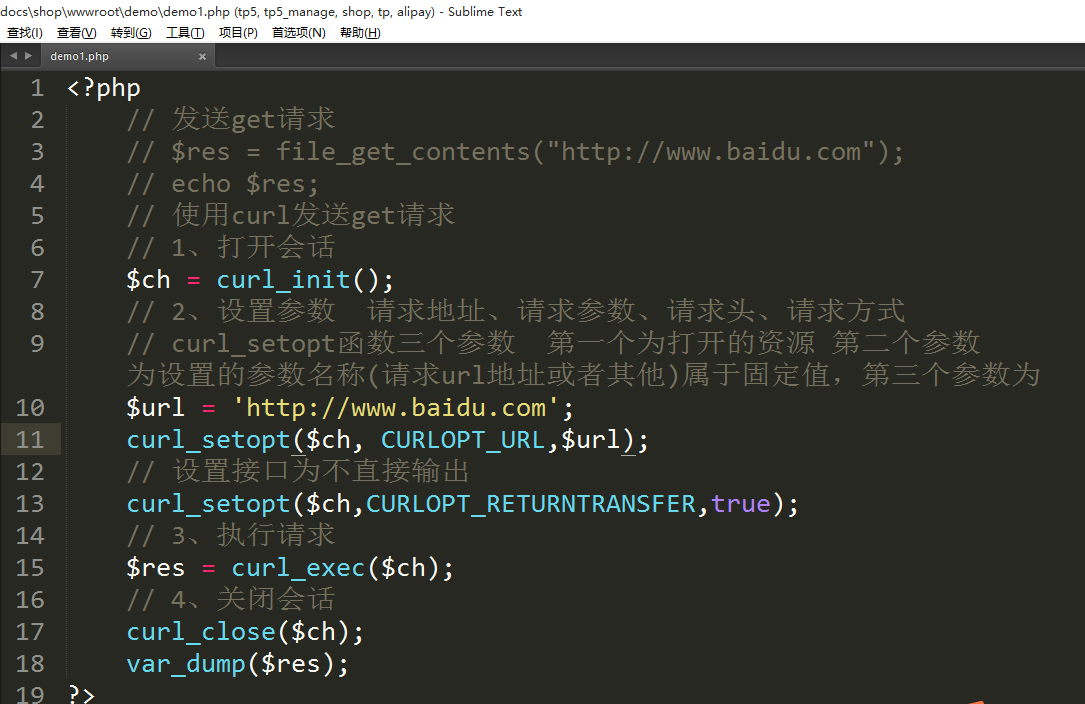 docs\shop\wwwroot\demo\demo1.php (tp5, tp5_manage, shop, tp, alipay) - Sublime Text
查找(I) 查看(V) 转到(G) 工具(T) 项目(P) 首选项(N) 帮助(H)
demo1.php ×
1 <?php
2 // 发送get请求
3 // $res = file_get_contents("http://www.baidu.com");
4 // echo $res;
5 // 使用curl发送get请求
6 // 1、打开会话
7 $ch = curl_init();
8 // 2、设置参数 请求地址、请求参数、请求头、请求方式
9 // curl_setopt函数三个参数 第一个为打开的资源 第二个参数
为设置的参数名称(请求url地址或者其他)属于固定值，第三个参数为
10 $url = 'http://www.baidu.com';
11 curl_setopt($ch, CURLOPT_URL,$url);
12 // 设置接口为不直接输出
13 curl_setopt($ch,CURLOPT_RETURNTRANSFER,true);
14 // 3、执行请求
15 $res = curl_exec($ch);
16 // 4、关闭会话
17 curl_close($ch);
18 var_dump($res);
19 ?>